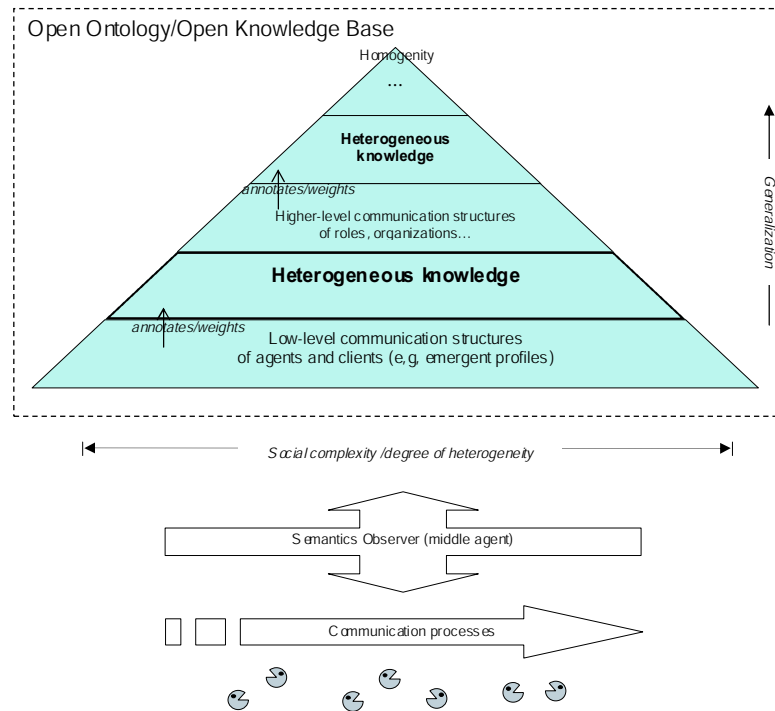 Open Ontology/Open Knowledge Base
Homogenity
...
Heterogeneous
knowledge
annotates/weights
Higher-level communication structures
of roles, organizations...
Heterogeneous knowledge
annotates/weights
Low-level communication structures
of agents and clients (e,g, emergent profiles)
Generalization
Social complexity /degree of heterogeneity
Semantics Observer (middle agent)
Communication processes